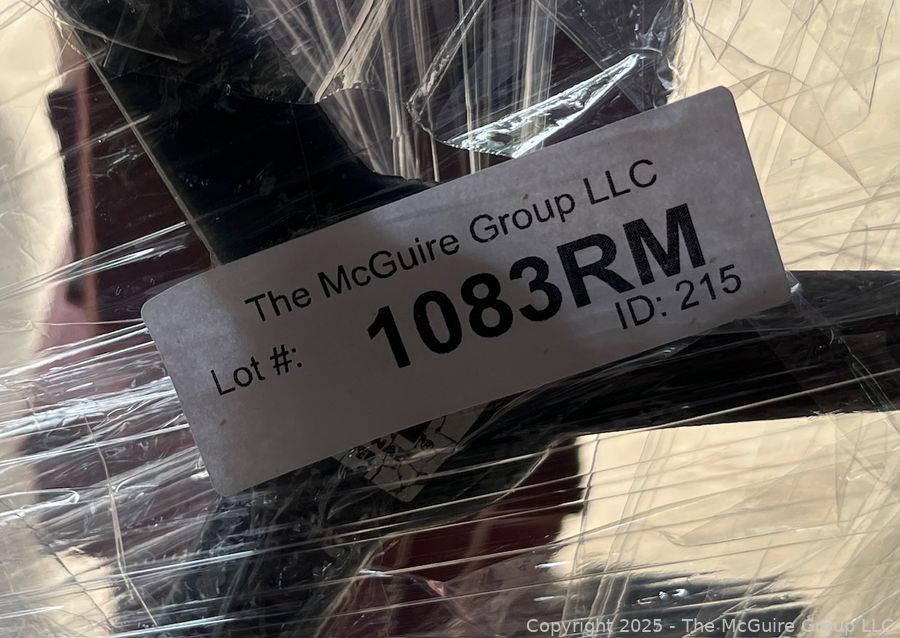 The McGuire Group LLC
Lot #: 1083RM
ID: 215
Copyright 2025 - The McGuire Group LLC